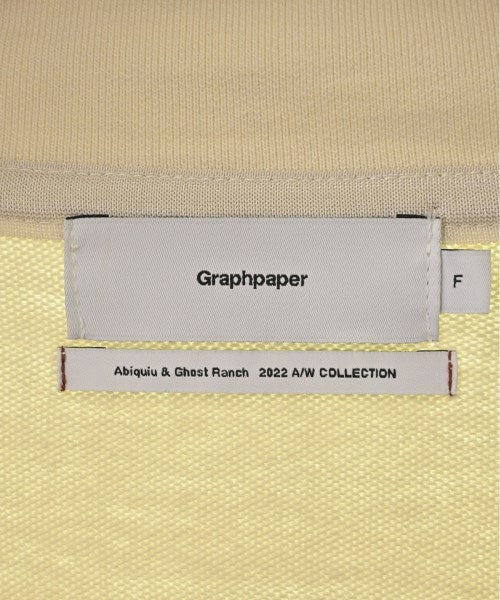 Graphpaper
F
Abiquiu & Ghost Ranch 2022 A/W COLLECTION